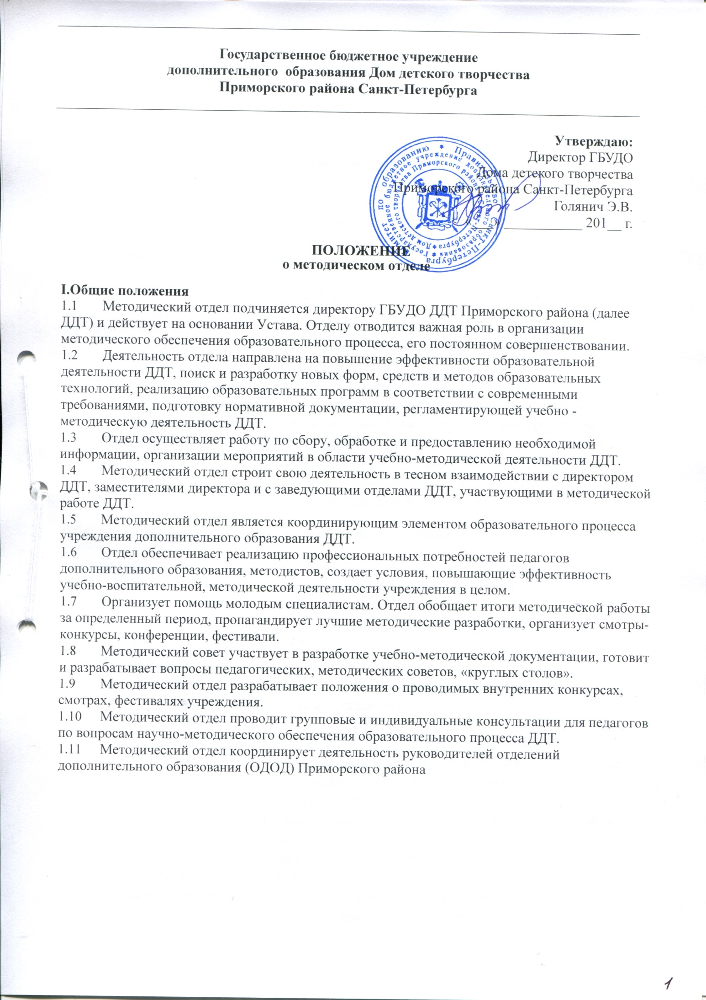 Государственное бюджетное учреждение
дополнительного  образования Дом детского творчества
Приморского района Санкт-Петербурга
Утверждаю:
Директор ГБУДО
Дома детского творчества
Приморского района Санкт-Петербурга
Голянич Э.В.
«___» ___________ 201__ г.
Правительство Санкт-Петербурга * Комитет по образованию *
Государственное бюджетное учреждение дополнительного образования *
Дом детского творчества Приморского района Санкт-Петербурга *
ПОЛОЖЕНИЕ
о методическом отделе
I.Общие положения
1.1 Методический отдел подчиняется директору ГБУДО ДДТ Приморского района (далее
ДДТ) и действует на основании Устава. Отделу отводится важная роль в организации
методического обеспечения образовательного процесса, его постоянном совершенствовании.
1.2 Деятельность отдела направлена на повышение эффективности образовательной
деятельности ДДТ, поиск и разработку новых форм, средств и методов образовательных
технологий, реализацию образовательных программ в соответствии с современными
требованиями, подготовку нормативной документации, регламентирующей учебно -
методическую деятельность ДДТ.
1.3 Отдел осуществляет работу по сбору, обработке и предоставлению необходимой
информации, организации мероприятий в области учебно-методической деятельности ДДТ.
1.4 Методический отдел строит свою деятельность в тесном взаимодействии с директором
ДДТ, заместителями директора и с заведующими отделами ДДТ, участвующими в методической
работе ДДТ.
1.5 Методический отдел является координирующим элементом образовательного процесса
учреждения дополнительного образования ДДТ.
1.6 Отдел обеспечивает реализацию профессиональных потребностей педагогов
дополнительного образования, методистов, создает условия, повышающие эффективность
учебно-воспитательной, методической деятельности учреждения в целом.
1.7 Организует помощь молодым специалистам. Отдел обобщает итоги методической работы
за определенный период, пропагандирует лучшие методические разработки, организует смотры-
конкурсы, конференции, фестивали.
1.8 Методический совет участвует в разработке учебно-методической документации, готовит
и разрабатывает вопросы педагогических, методических советов, «круглых столов».
1.9 Методический отдел разрабатывает положения о проводимых внутренних конкурсах,
смотрах, фестивалях учреждения.
1.10 Методический отдел проводит групповые и индивидуальные консультации для педагогов
по вопросам научно-методического обеспечения образовательного процесса ДДТ.
1.11 Методический отдел координирует деятельность руководителей отделений
дополнительного образования (ОДОД) Приморского района
1